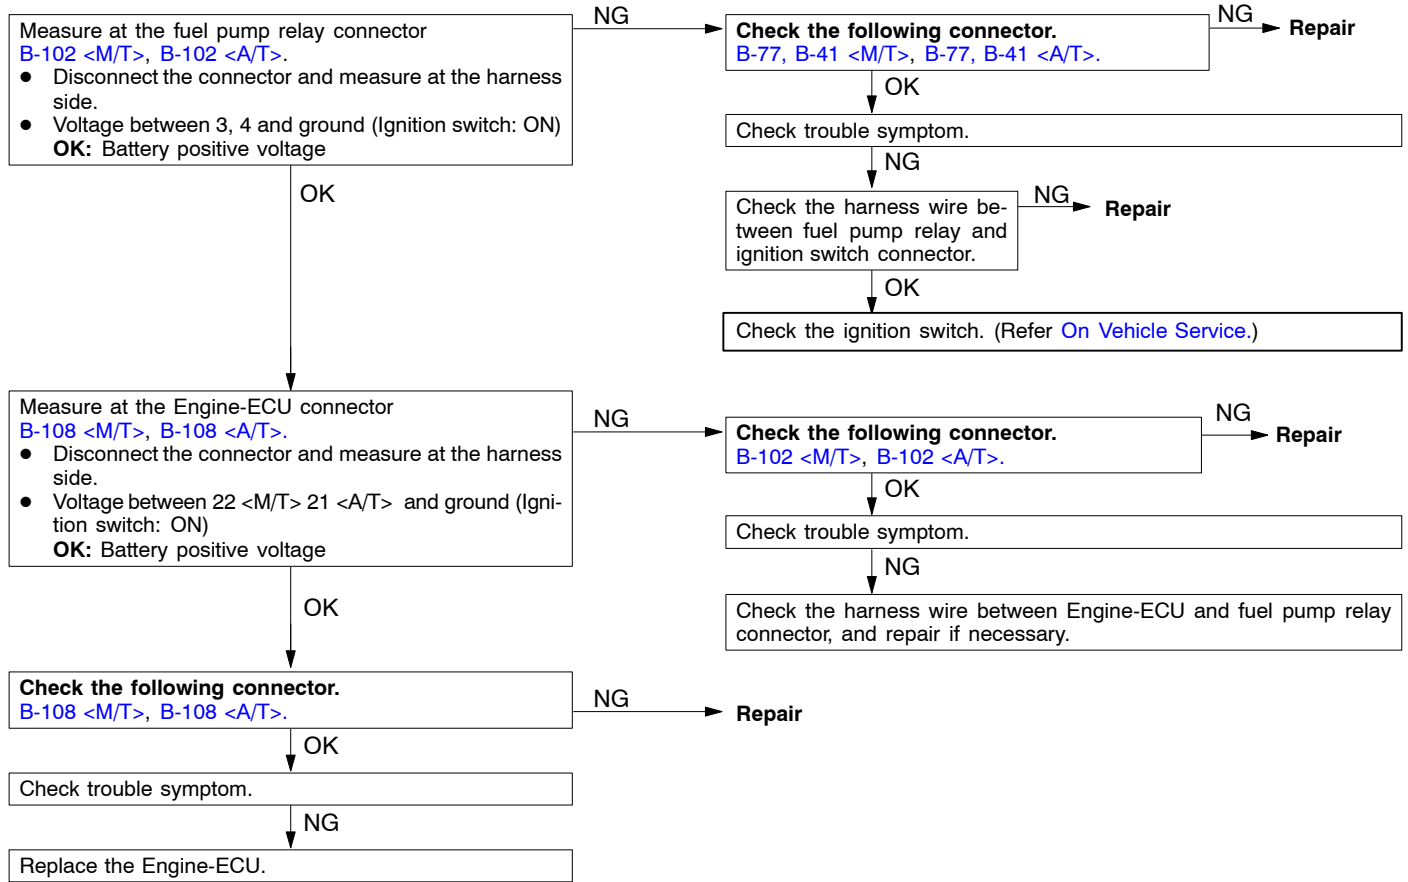 Measure at the fuel pump relay connector
B-102 <M/T>, B-102 <A/T>.
● Disconnect the connector and measure at the harness
side.
● Voltage between 3, 4 and ground (Ignition switch: ON)
OK: Battery positive voltage
NG
Check the following connector.
B-77, B-41 <M/T>, B-77, B-41 <A/T>.
NG
Repair
OK
Check trouble symptom.
NG
Check the harness wire be-
tween fuel pump relay and
ignition switch connector.
NG
Repair
OK
Check the ignition switch. (Refer On Vehicle Service.)
OK
Measure at the Engine-ECU connector
B-108 <M/T>, B-108 <A/T>.
● Disconnect the connector and measure at the harness
side.
● Voltage between 22 <M/T> 21 <A/T> and ground (Igni-
tion switch: ON)
OK: Battery positive voltage
NG
Check the following connector.
B-102 <M/T>, B-102 <A/T>.
NG
Repair
OK
Check trouble symptom.
NG
Check the harness wire between Engine-ECU and fuel pump relay
connector, and repair if necessary.
OK
Check the following connector.
B-108 <M/T>, B-108 <A/T>.
NG
Repair
OK
Check trouble symptom.
NG
Replace the Engine-ECU.